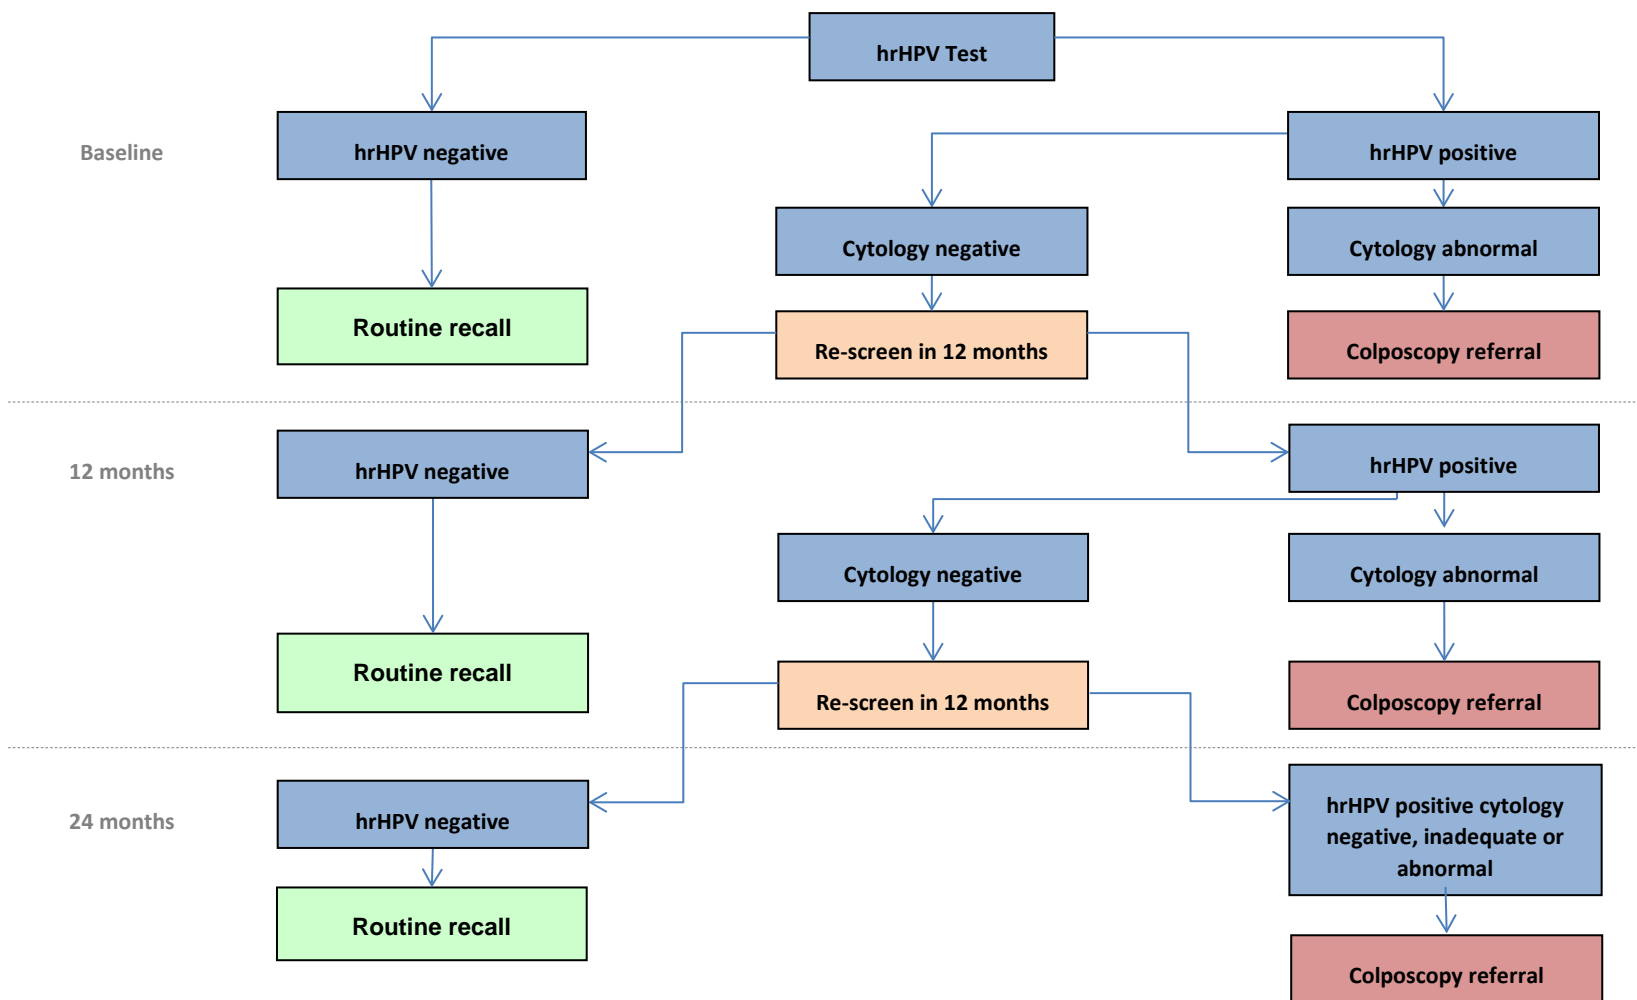 hrHPV Test
Baseline
hrHPV negative
hrHPV positive
Cytology negative
Cytology abnormal
Routine recall
Re-screen in 12 months
Colposcopy referral
12 months
hrHPV negative
hrHPV positive
Cytology negative
Cytology abnormal
Routine recall
Re-screen in 12 months
Colposcopy referral
24 months
hrHPV negative
hrHPV positive cytology
negative, inadequate or
abnormal
Routine recall
Colposcopy referral